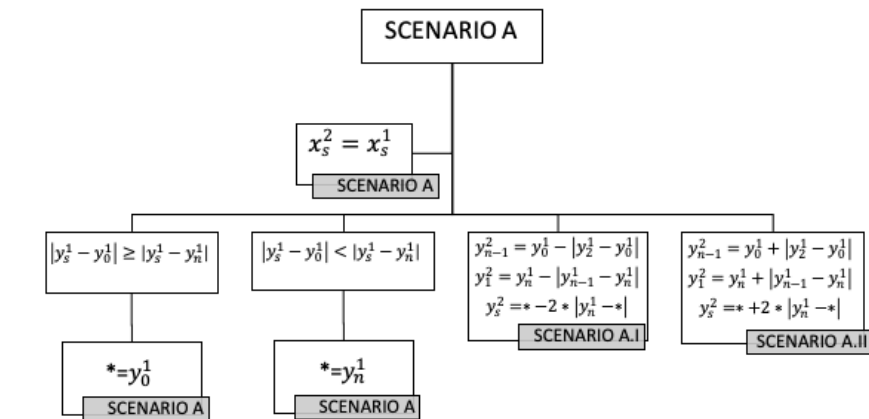 SCENARIO A
x_s^2 = x_s^1
SCENARIO A
|y_s^1 − y_0^1| ≥ |y_s^1 − y_n^1|
*=y_0^1
SCENARIO A
|y_s^1 − y_0^1| < |y_s^1 − y_n^1|
*=y_n^1
SCENARIO A
y_{n−1}^2 = y_0^1 − |y_2^1 − y_0^1|
y_1^2 = y_n^1 − |y_{n−1}^1 − y_n^1|
y_s^2 =∗ −2 ∗ |y_n^1 −∗|
SCENARIO A.I
y_{n−1}^2 = y_0^1 + |y_2^1 − y_0^1|
y_1^2 = y_n^1 + |y_{n−1}^1 − y_n^1|
y_s^2 =∗ +2 ∗ |y_n^1 −∗|
SCENARIO A.II